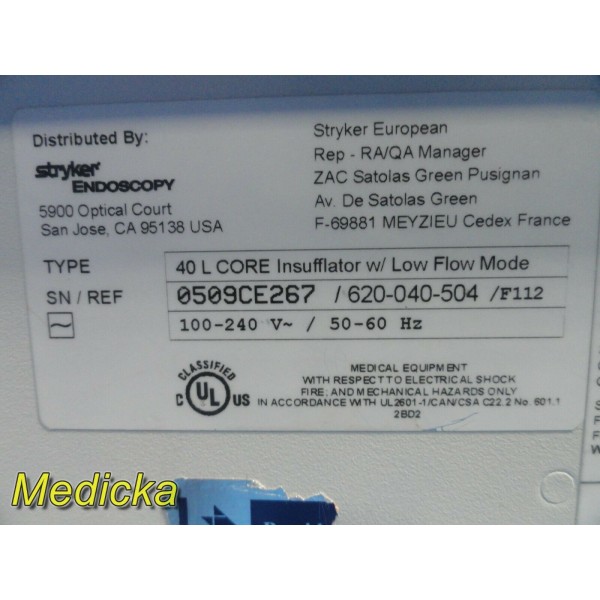 Distributed By:
stryker
ENDOSCOPY
5900 Optical Court
San Jose, CA 95138 USA
Stryker European
Rep - RA/QA Manager
ZAC Satolas Green Pusignan
Av. De Satolas Green
F-69881 MEYZIEU Cedex France
TYPE 40 L CORE Insufflator w/ Low Flow Mode
SN / REF 0509CE267 / 620-040-504 /F112
100-240 V~ / 50-60 Hz
CLASSIFIED
C UL US
MEDICAL EQUIPMENT
WITH RESPECT TO ELECTRICAL SHOCK
FIRE, AND MECHANICAL HAZARDS ONLY
IN ACCORDANCE WITH UL2601-1/CAN/CSA C22.2 No. 601.1
2BD2
Medicka